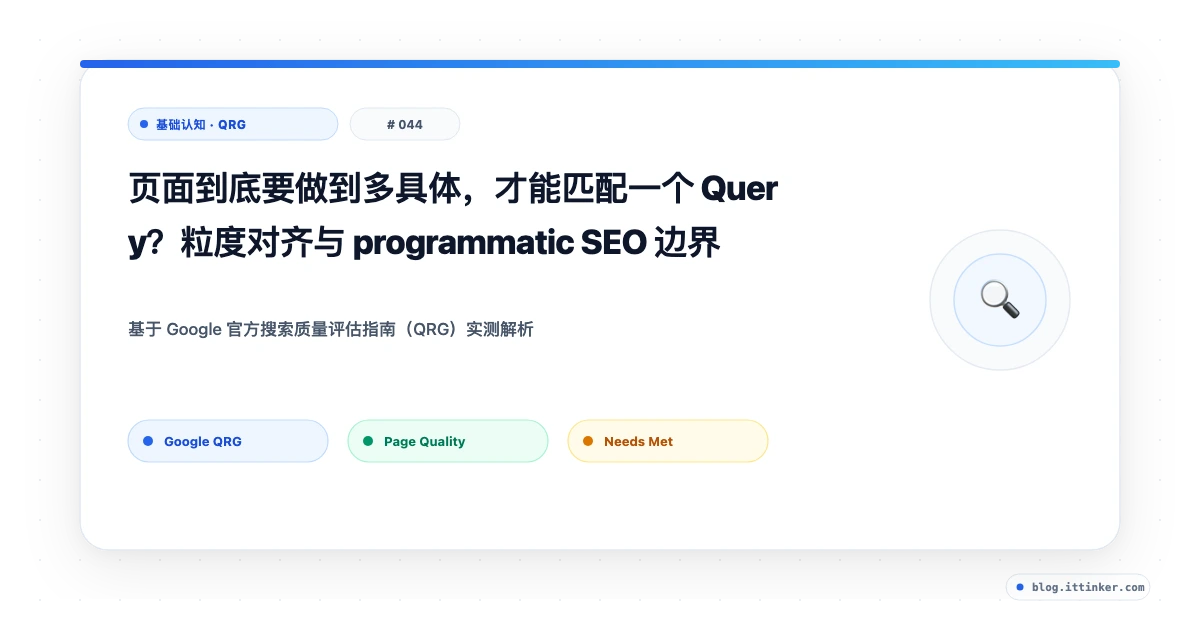 基础认知 · QRG
# 044
页面到底要做到多具体，才能匹配一个 Quer
y？粒度对齐与 programmatic SEO 边界
基于 Google 官方搜索质量评估指南（QRG）实测解析
Google QRG
Page Quality
Needs Met
blog.ittinker.com